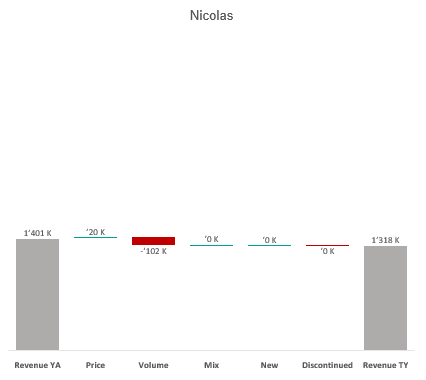 Nicolas
1’401 K
‘20 K
-’102 K
‘0 K
‘0 K
‘0 K
1’318 K
Revenue YA
Price
Volume
Mix
New
Discontinued
Revenue TY